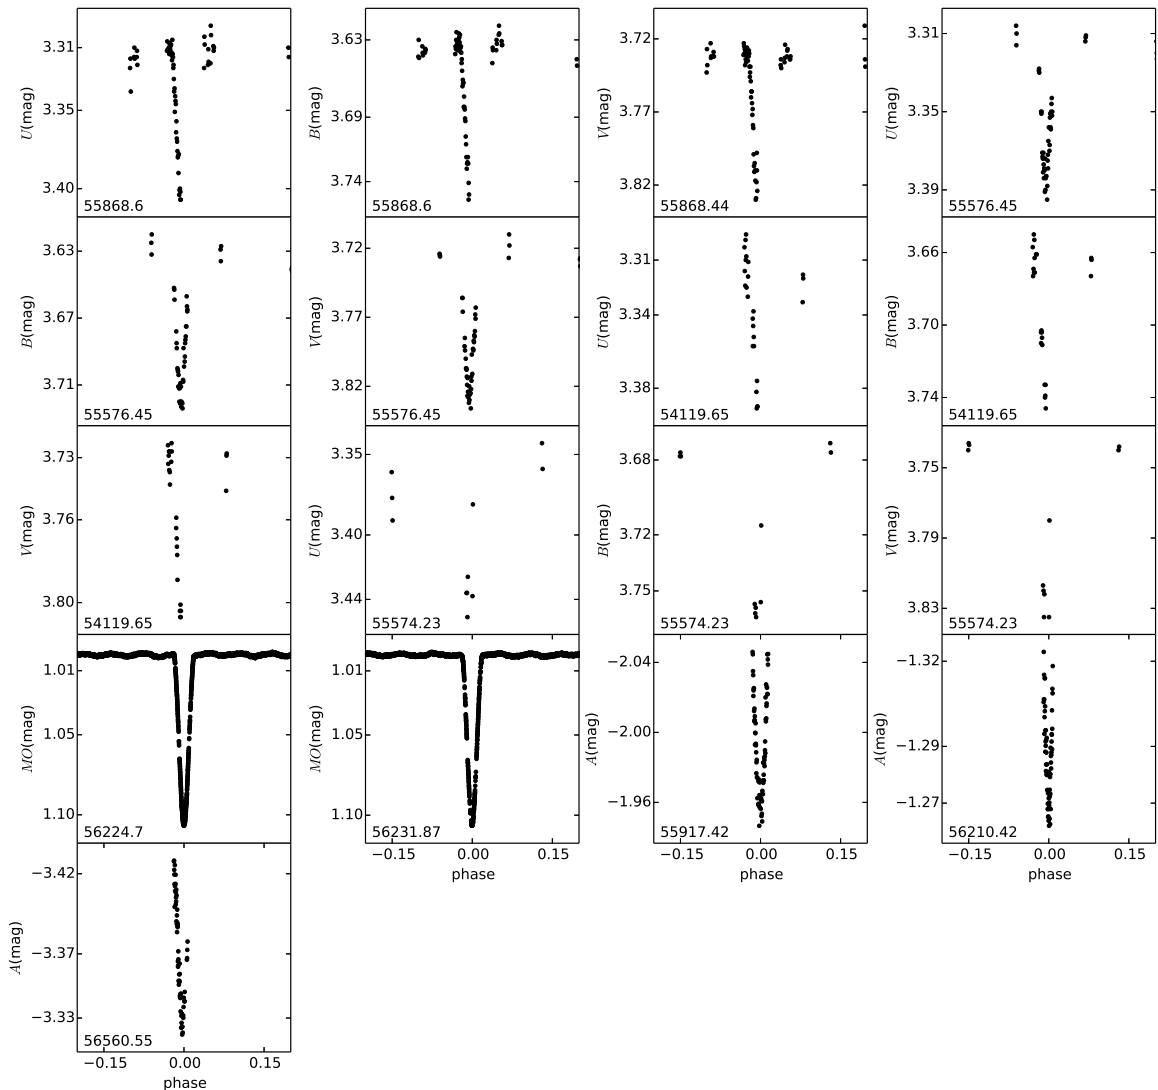 3.31
3.35
3.40
U(mag)
55868.6
3.63
3.69
3.74
B(mag)
55868.6
3.72
3.77
3.82
V(mag)
55868.44
3.31
3.35
3.39
U(mag)
55576.45
3.63
3.67
3.71
B(mag)
55576.45
3.72
3.77
3.82
V(mag)
55576.45
3.31
3.34
3.38
U(mag)
54119.65
3.66
3.70
3.74
B(mag)
54119.65
3.73
3.76
3.80
V(mag)
54119.65
3.35
3.40
3.44
U(mag)
55574.23
3.68
3.72
3.75
B(mag)
55574.23
3.75
3.79
3.83
V(mag)
55574.23
1.01
1.05
1.10
MO(mag)
56224.7
1.01
1.05
1.10
MO(mag)
56231.87
−0.15 0.00 0.15
phase
−2.04
−2.00
−1.96
A(mag)
55917.42
−0.15 0.00 0.15
phase
−1.32
−1.29
−1.27
A(mag)
56210.42
−0.15 0.00 0.15
phase
−3.42
−3.37
−3.33
A(mag)
56560.55
−0.15 0.00 0.15
phase